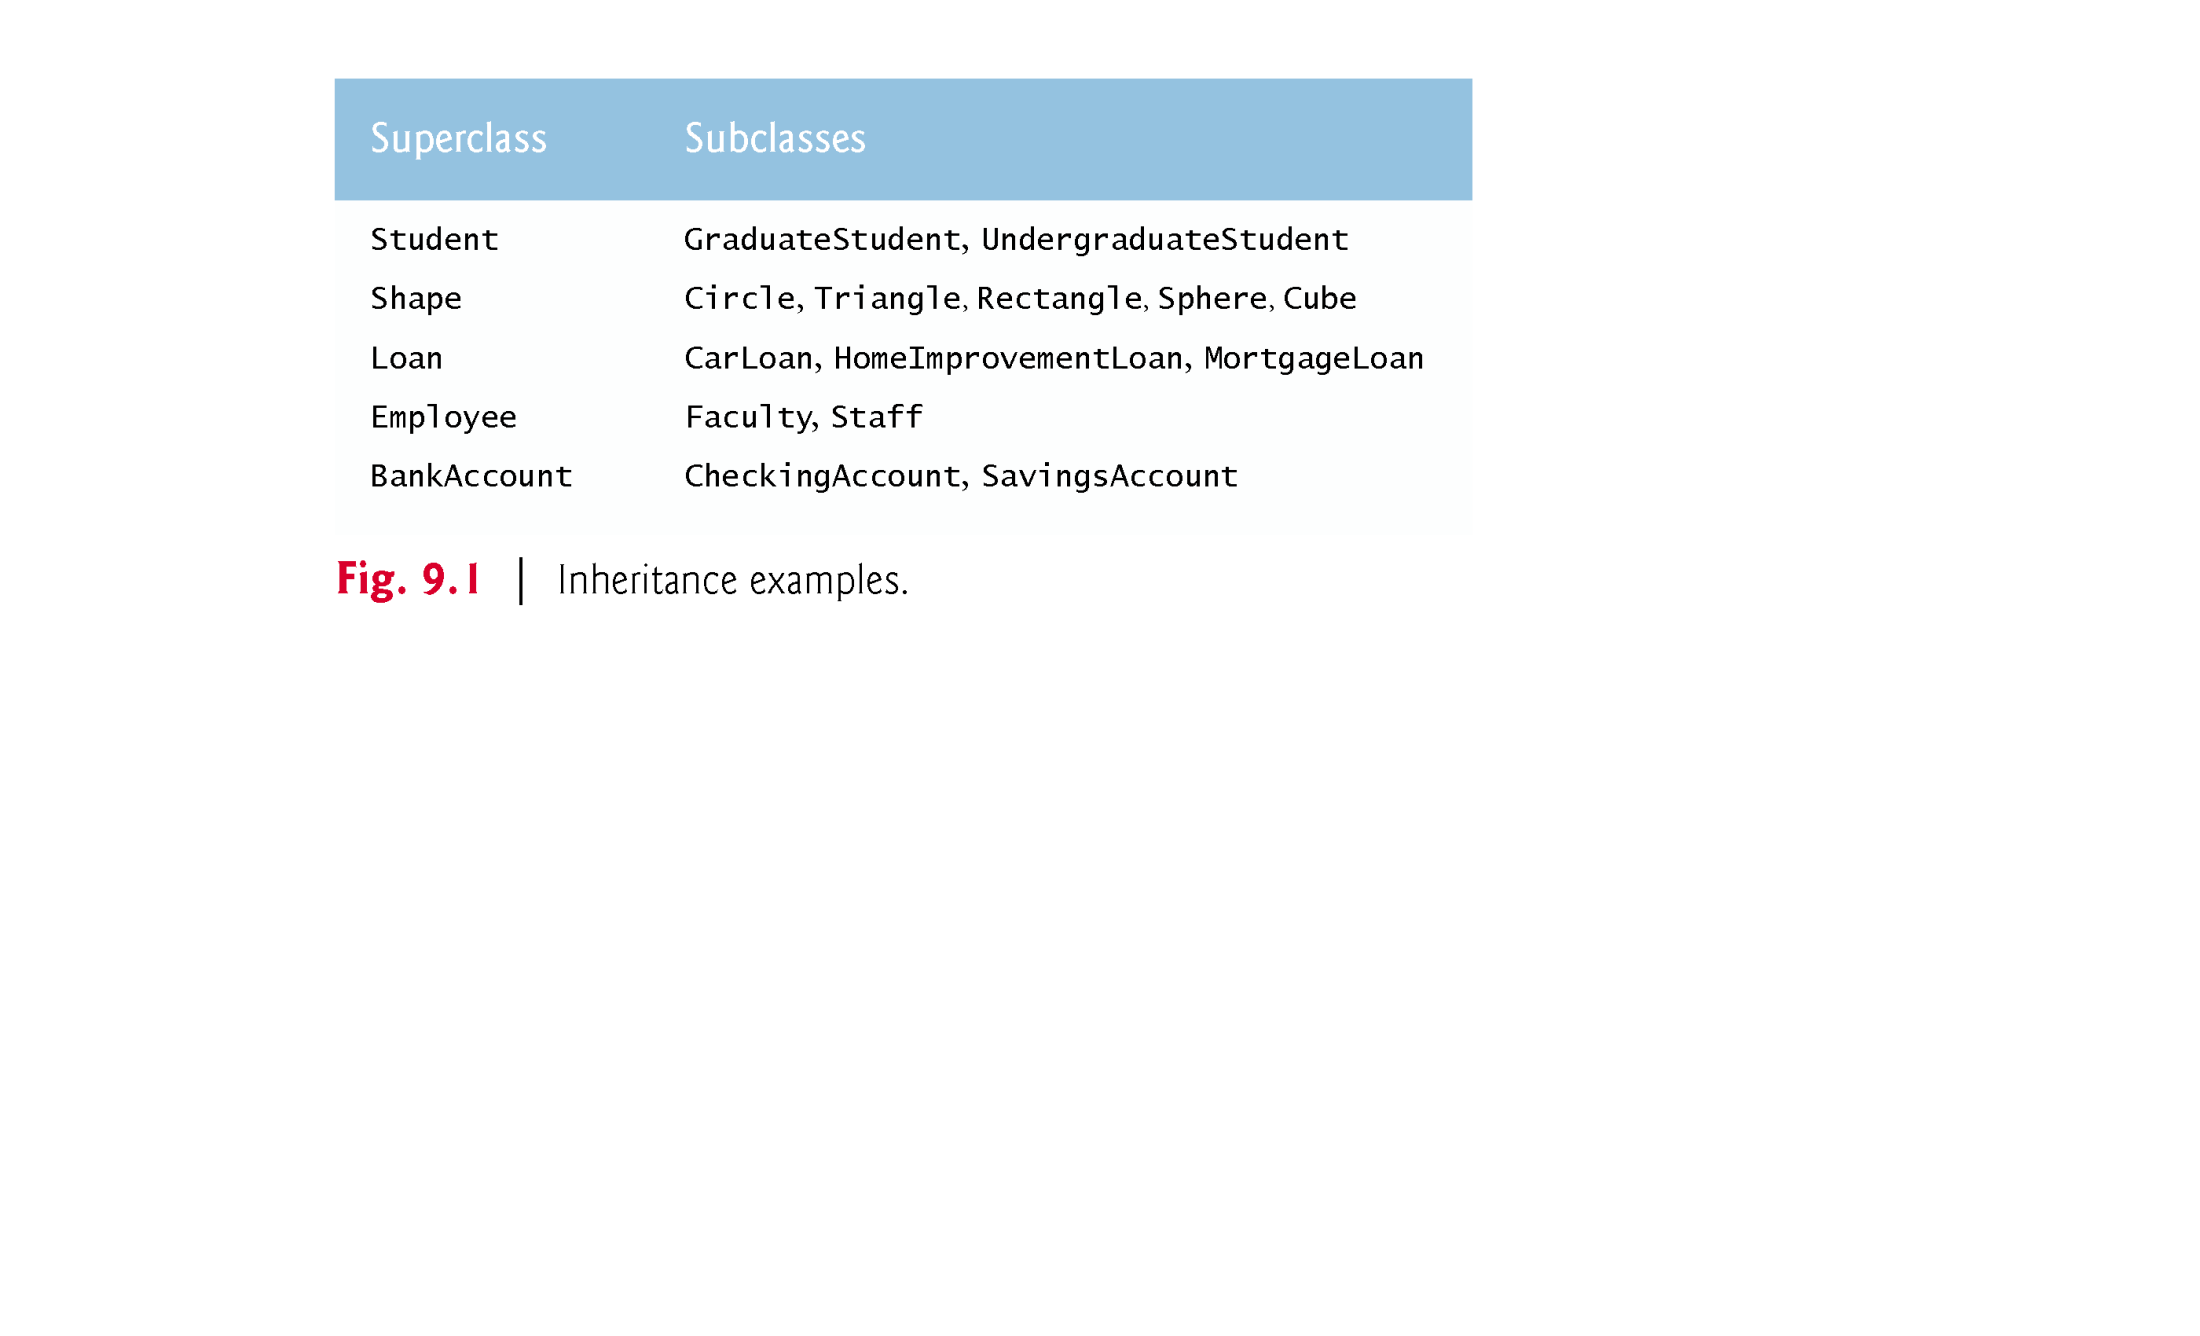 Superclass Subclasses
Student GraduateStudent, UndergraduateStudent
Shape Circle, Triangle, Rectangle, Sphere, Cube
Loan CarLoan, HomeImprovementLoan, MortgageLoan
Employee Faculty, Staff
BankAccount CheckingAccount, SavingsAccount
Fig. 9.1 | Inheritance examples.